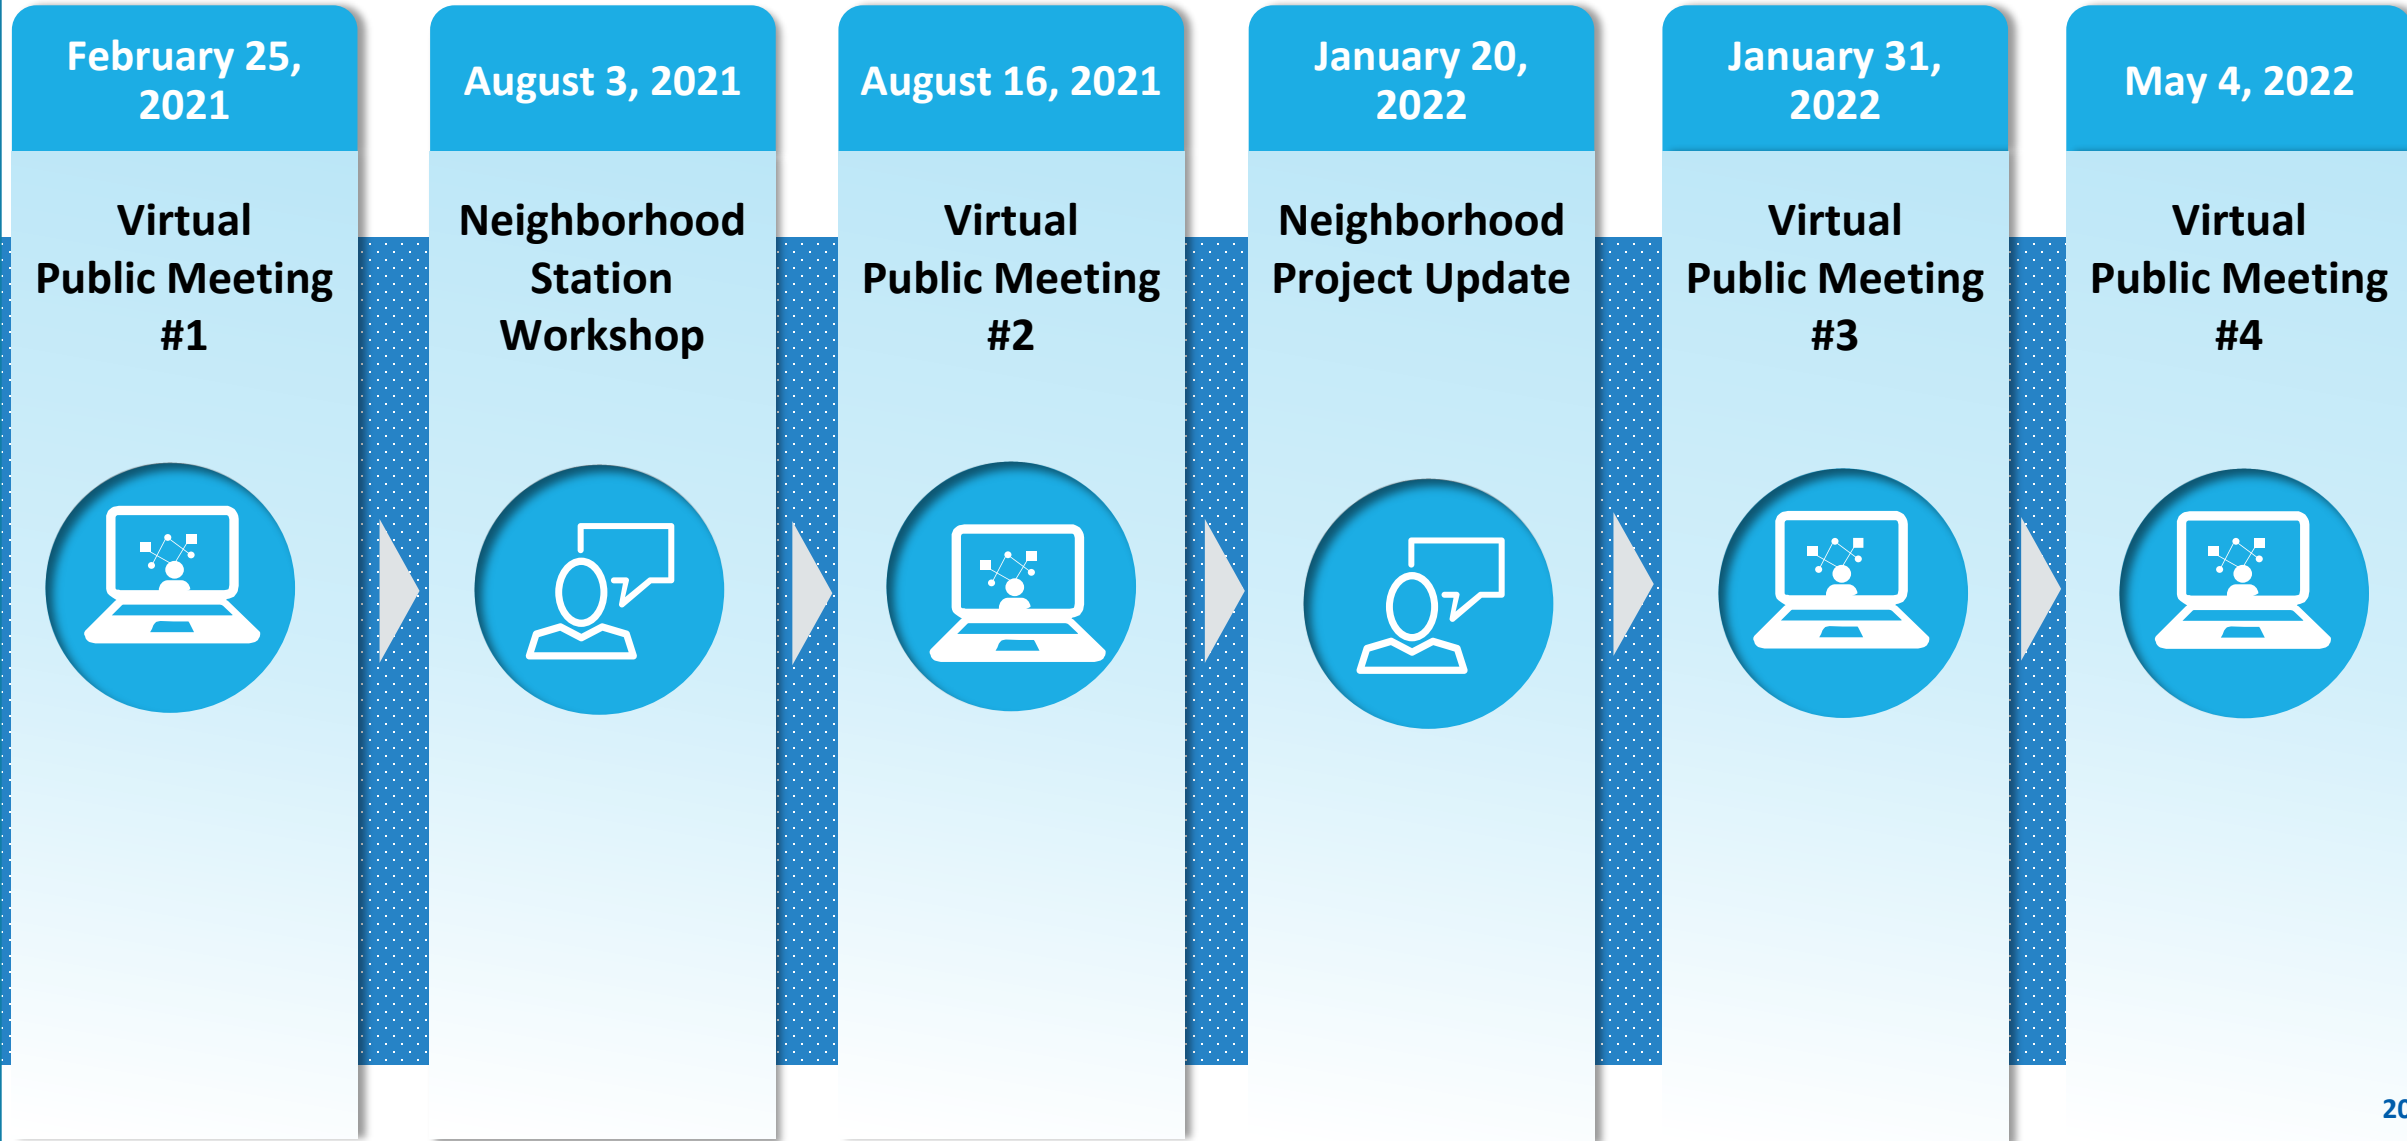 February 25,
2021
Virtual
Public Meeting
#1
August 3, 2021
Neighborhood
Station
Workshop
August 16, 2021
Virtual
Public Meeting
#2
January 20,
2022
Neighborhood
Project Update
January 31,
2022
Virtual
Public Meeting
#3
May 4, 2022
Virtual
Public Meeting
#4
20